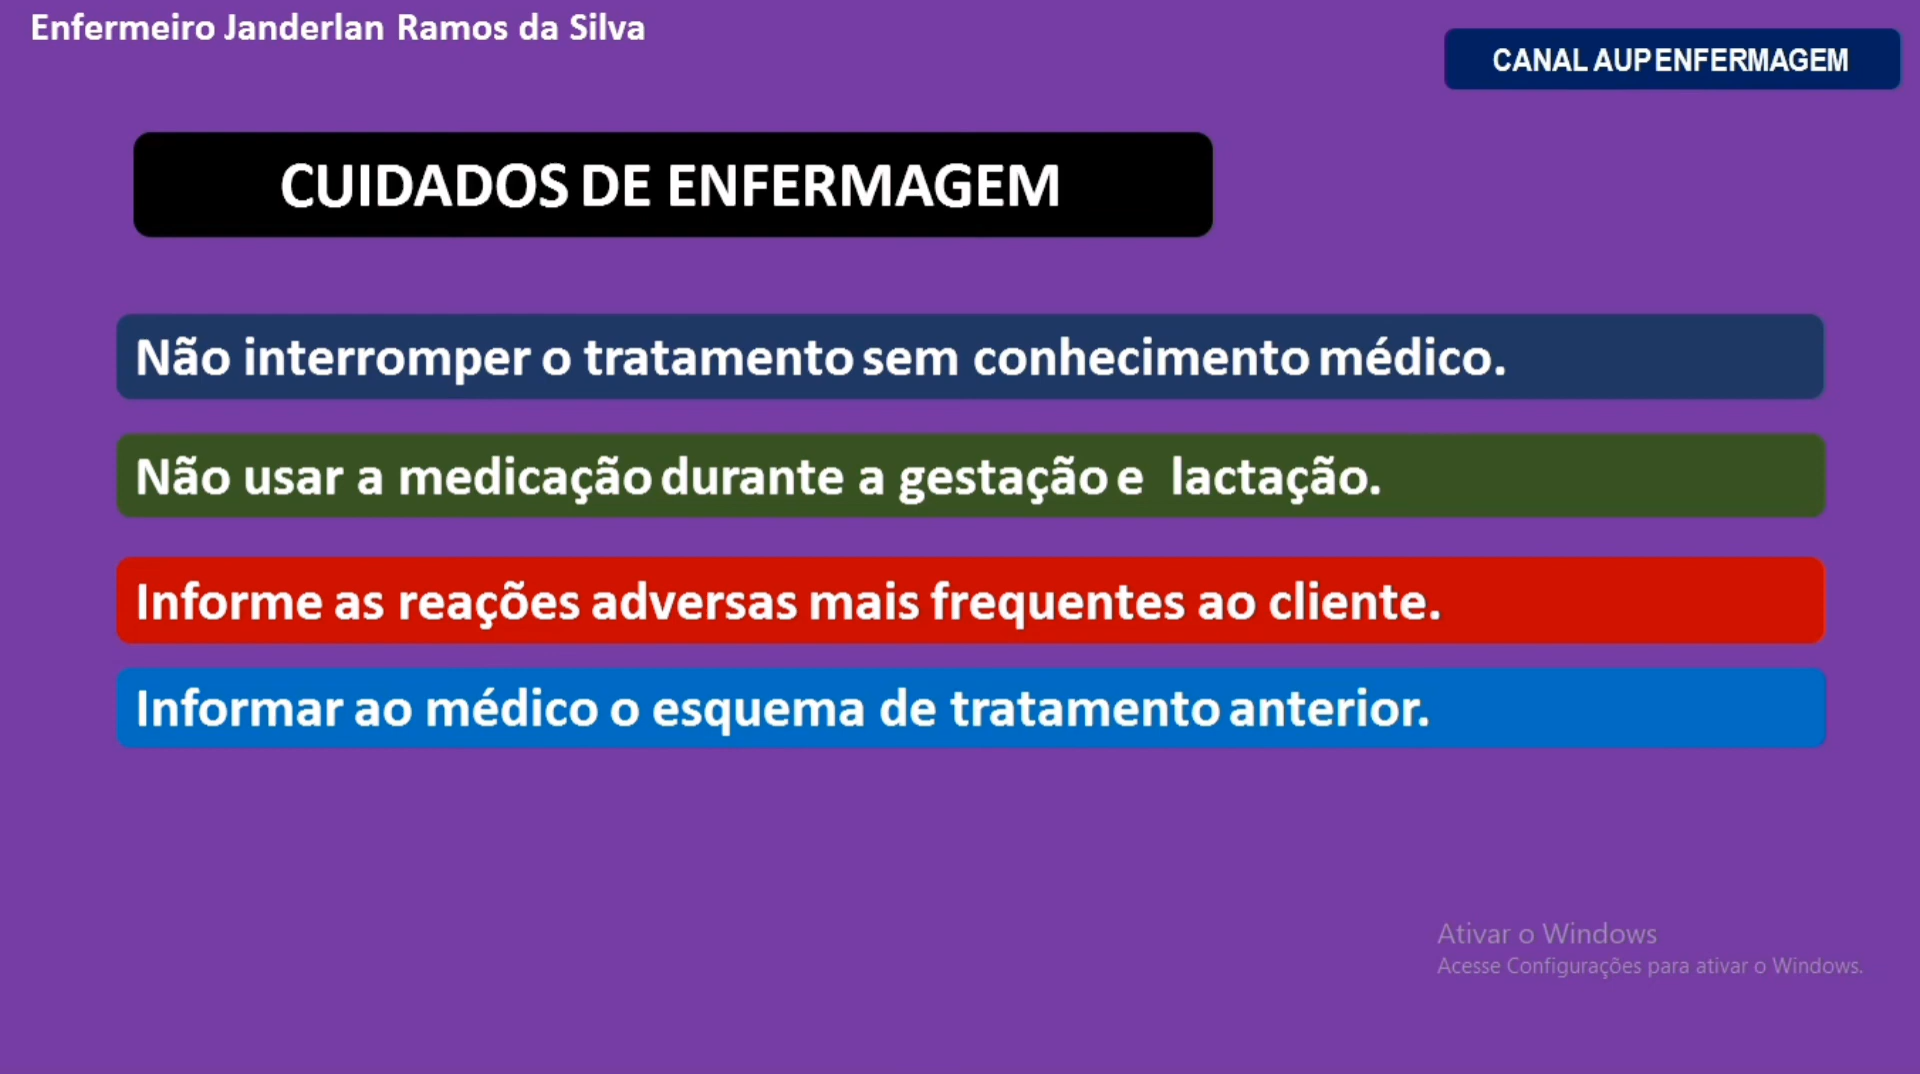 Enfermeiro Janderlan Ramos da Silva
CANAL AUP ENFERMAGEM
CUIDADOS DE ENFERMAGEM
Não interromper o tratamento sem conhecimento médico.
Não usar a medicação durante a gestação e lactação.
Informe as reações adversas mais frequentes ao cliente.
Informar ao médico o esquema de tratamento anterior.
Ativar o Windows
Acesse Configurações para ativar o Windows.